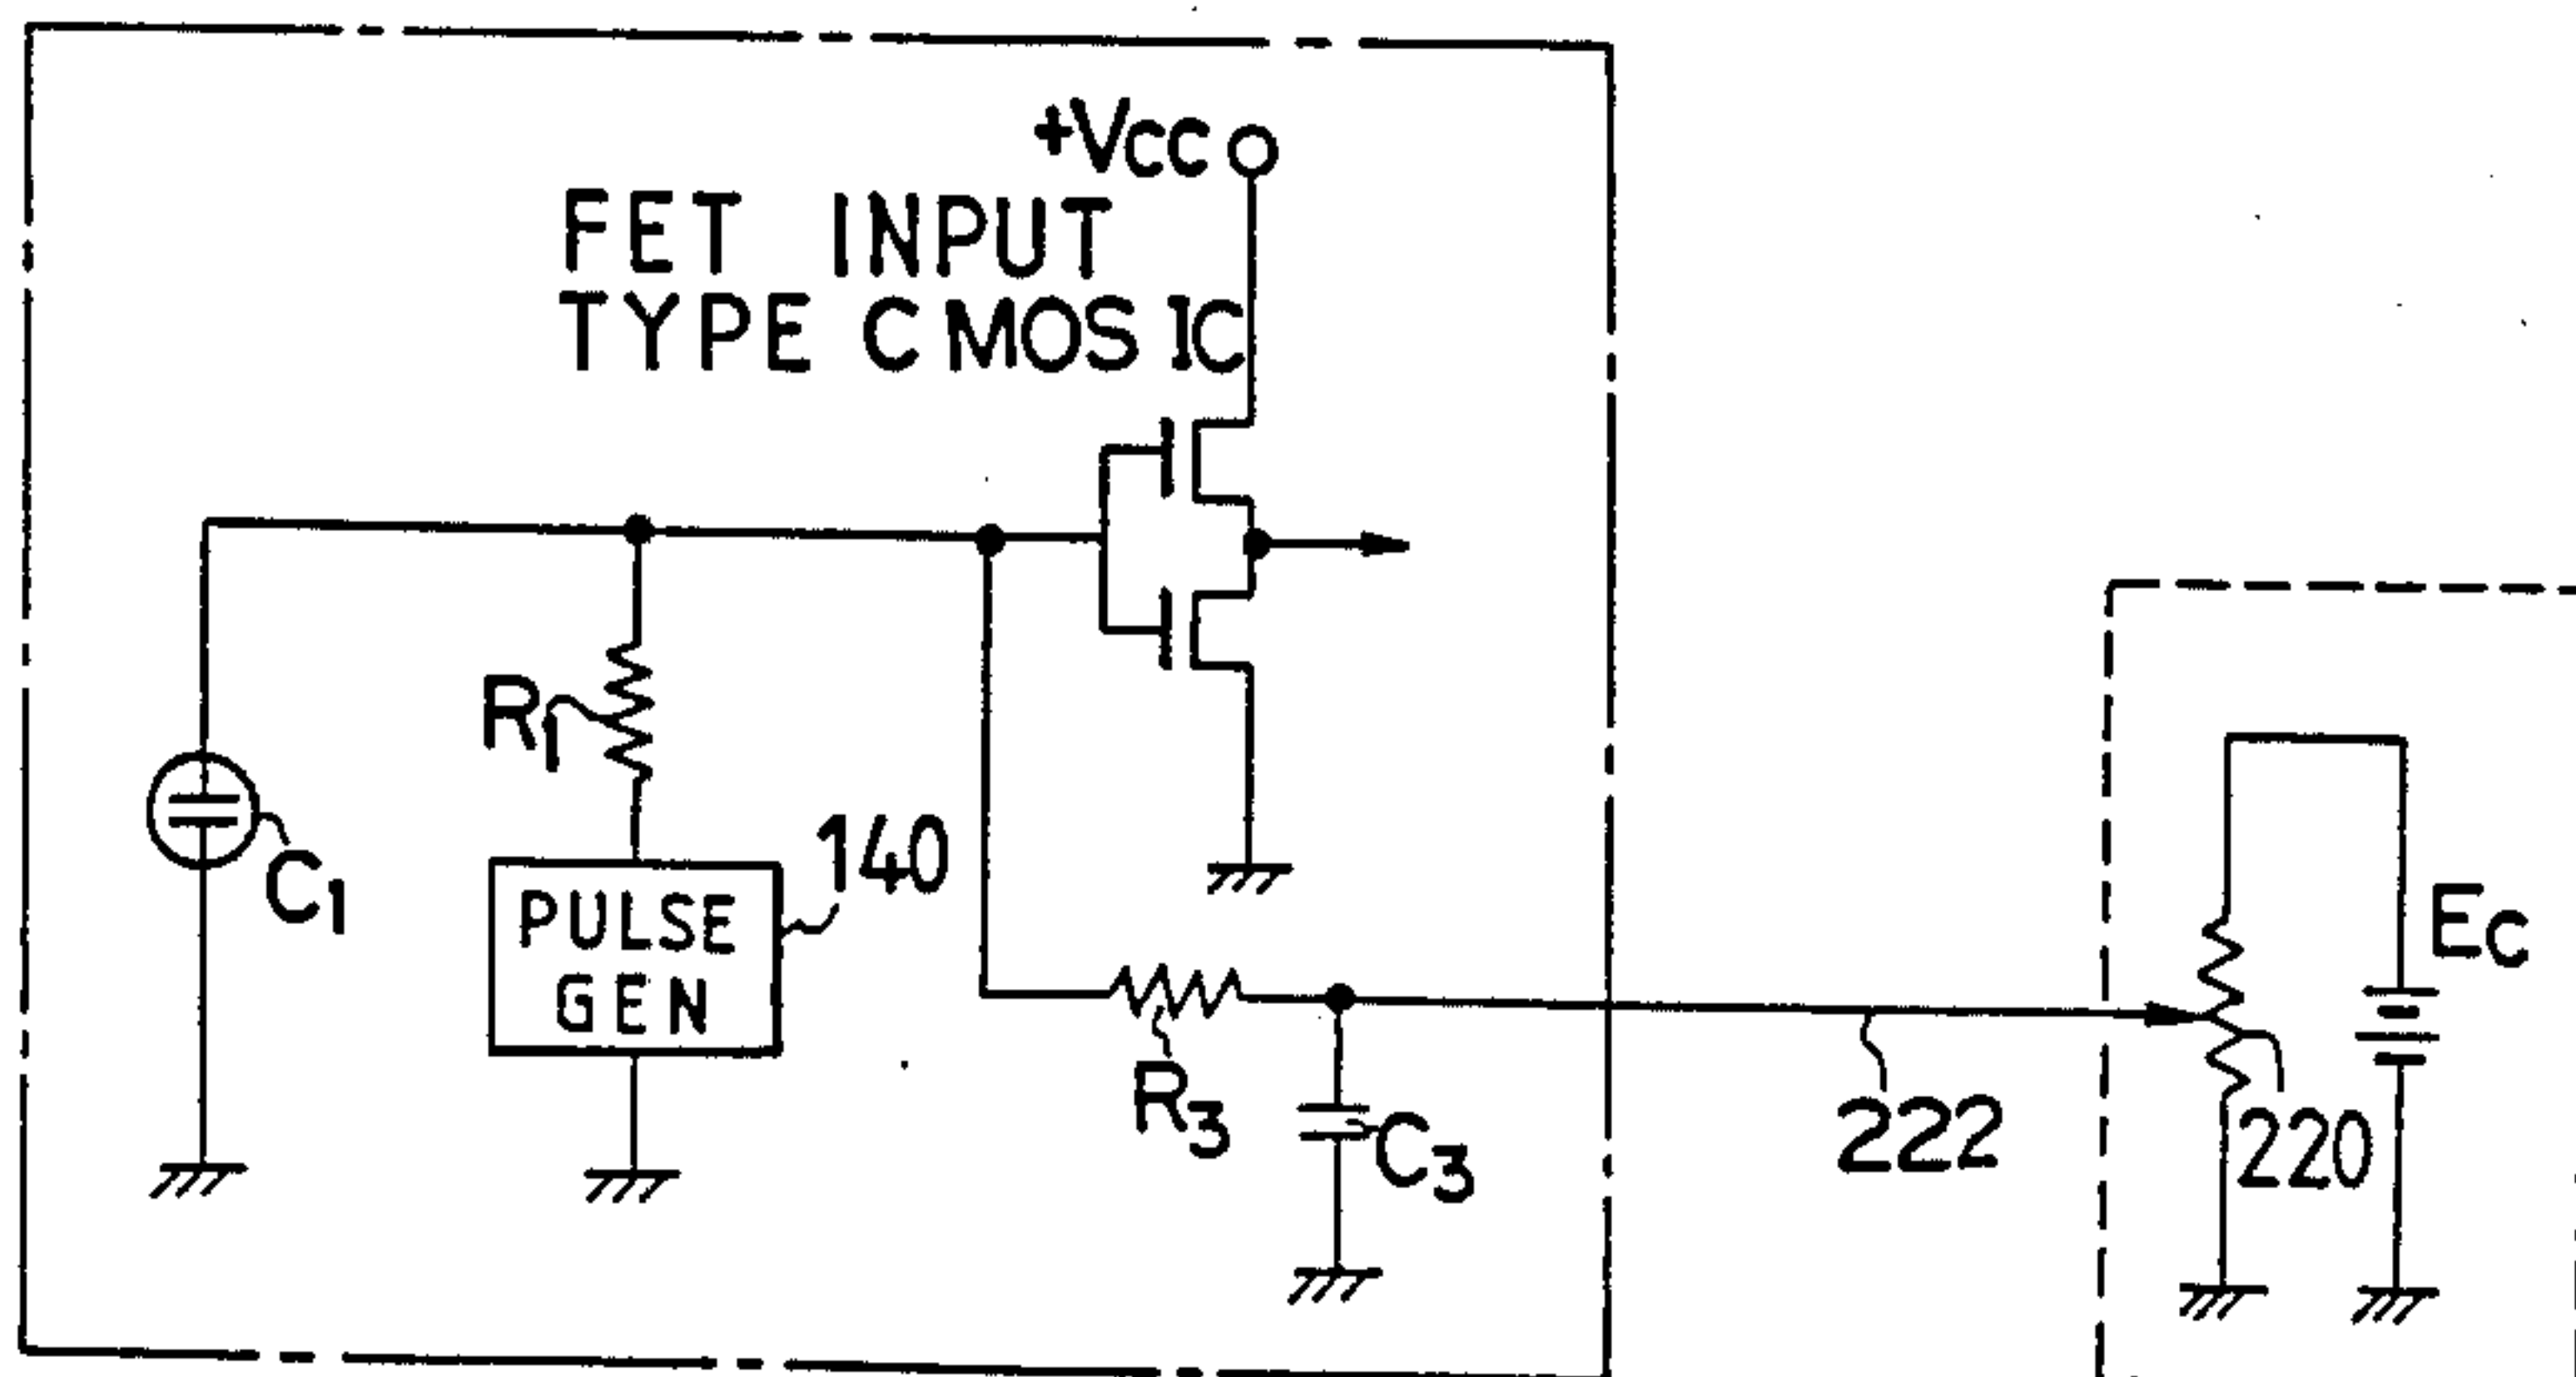 +Vcc
FET INPUT
TYPE CMOS IC
R1
C1
140
PULSE
GEN
R3
C3
222
220
Ec